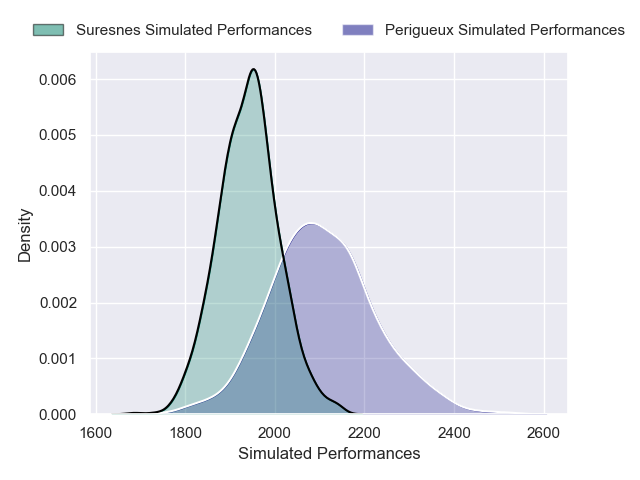 Suresnes Simulated Performances Perigueux Simulated Performances
0.006
0.005
0.004
0.003
0.002
0.001
0.000
Density
1600 1800 2000 2200 2400 2600
Simulated Performances